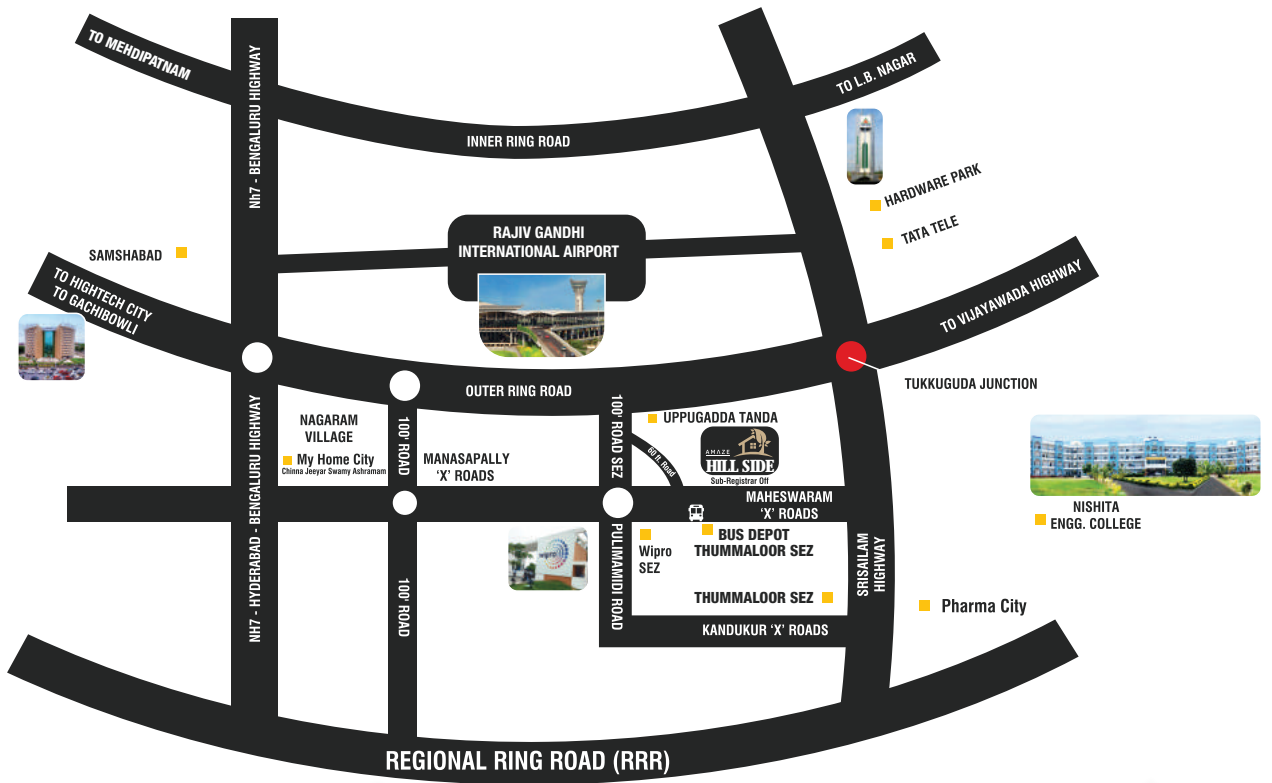 TO MEHDIPATNAM
Nh7 - BENGALURU HIGHWAY
INNER RING ROAD
TO L.B. NAGAR
HARDWARE PARK
TATA TELE
RAJIV GANDHI
INTERNATIONAL AIRPORT
SAMSHABAD
TO HIGHTECH CITY
TO GACHIBOWLI
TO VIJAYAWADA HIGHWAY
OUTER RING ROAD
TUKKUGUDA JUNCTION
NAGARAM
VILLAGE
My Home City
Chinna Jeeyar Swamy Ashramam
100' ROAD
MANASAPALLY
‘X’ ROADS
100' ROAD SEZ
UPPUGADDA TANDA
60 ft. Road
AMAZE
HILL SIDE
Sub-Registrar Off
MAHESWARAM
‘X’ ROADS
NISHITA
ENGG. COLLEGE
NH7 - HYDERABAD - BENGALURU HIGHWAY
100' ROAD
wipro
PULIMAMIDI ROAD
Wipro
SEZ
BUS DEPOT
THUMMALOOR SEZ
THUMMALOOR SEZ
SRISAILAM
HIGHWAY
Pharma City
KANDUKUR ‘X’ ROADS
REGIONAL RING ROAD (RRR)